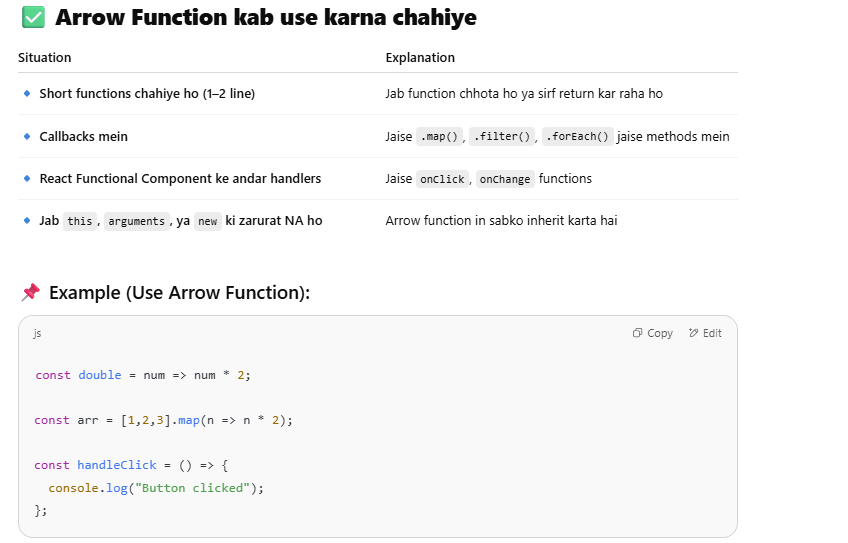 ✅ Arrow Function kab use karna chahiye
Situation Explanation
🔹 Short functions chahiye ho (1–2 line) Jab function chhota ho ya sirf return kar raha ho
🔹 Callbacks mein Jaise .map(), .filter(), .forEach() jaise methods mein
🔹 React Functional Component ke andar handlers Jaise onClick, onChange functions
🔹 Jab this, arguments, ya new ki zarurat NA ho Arrow function in sabko inherit karta hai
📌 Example (Use Arrow Function):
js Copy Edit
const double = num => num * 2;
const arr = [1,2,3].map(n => n * 2);
const handleClick = () => {
  console.log("Button clicked");
};